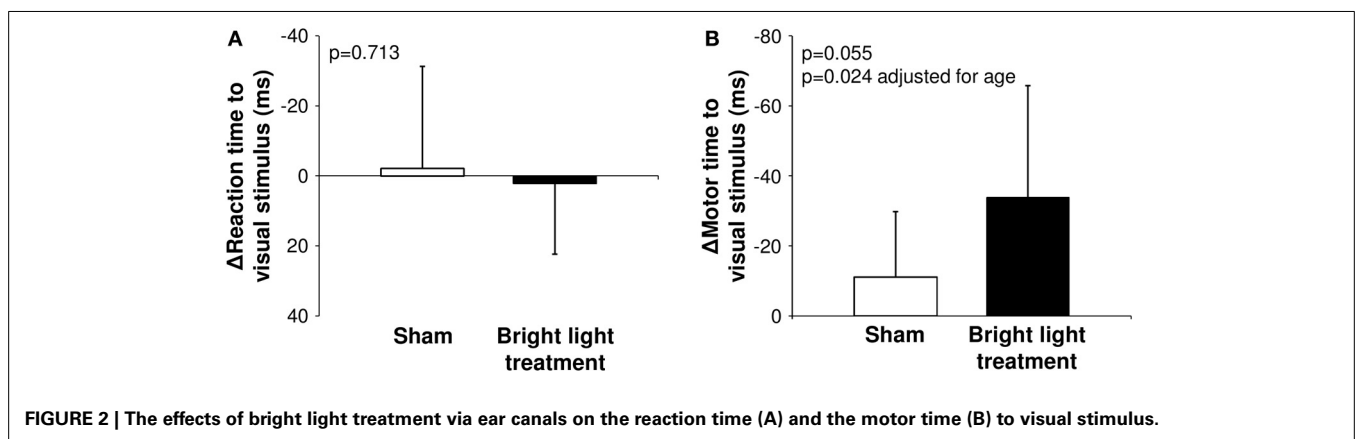 A
ΔReaction time to
visual stimulus (ms)
-40
-20
0
20
40
p=0.713
Sham
Bright light
treatment
B
ΔMotor time to
visual stimulus (ms)
-80
-60
-40
-20
0
p=0.055
p=0.024 adjusted for age
Sham
Bright light
treatment
FIGURE 2 | The effects of bright light treatment via ear canals on the reaction time (A) and the motor time (B) to visual stimulus.